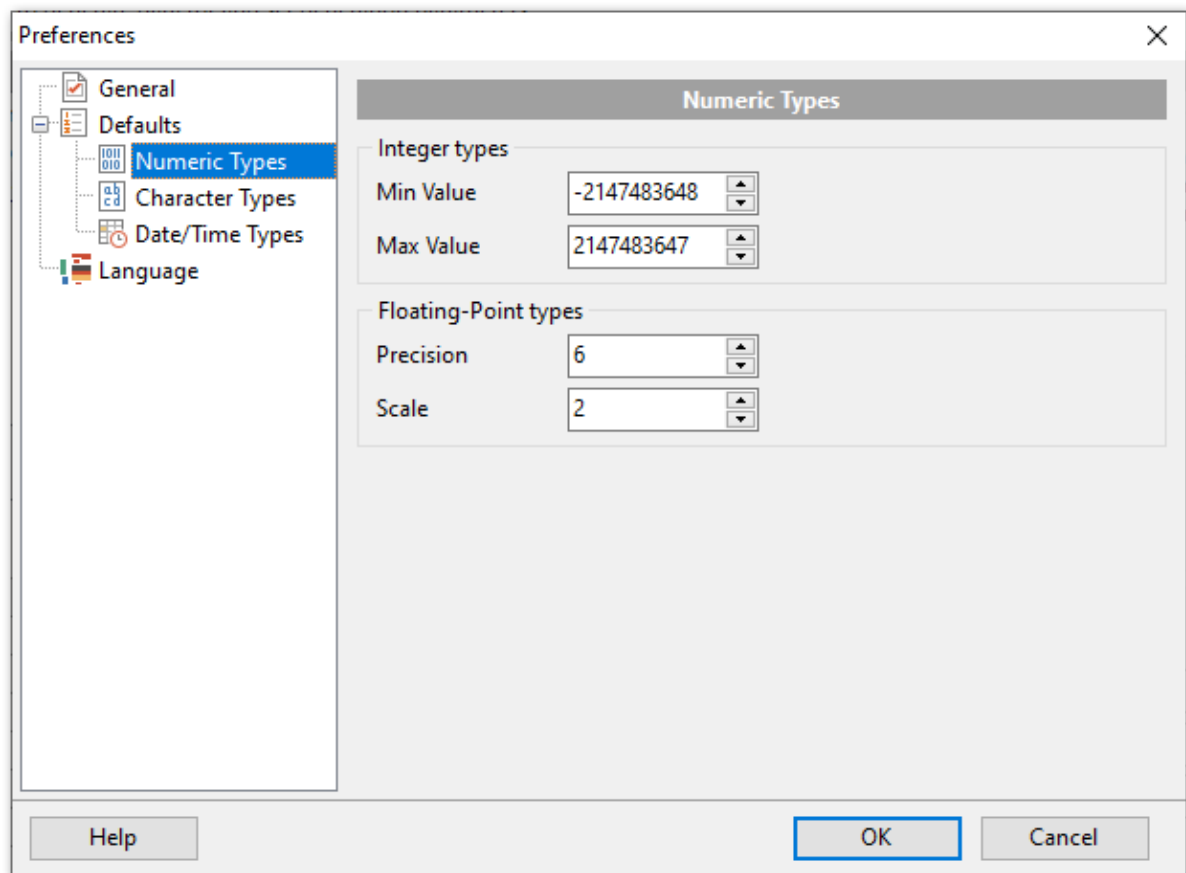 Preferences
General
Defaults
Numeric Types
Character Types
Date/Time Types
Language
Numeric Types
Integer types
Min Value -2147483648
Max Value 2147483647
Floating-Point types
Precision 6
Scale 2
Help OK Cancel